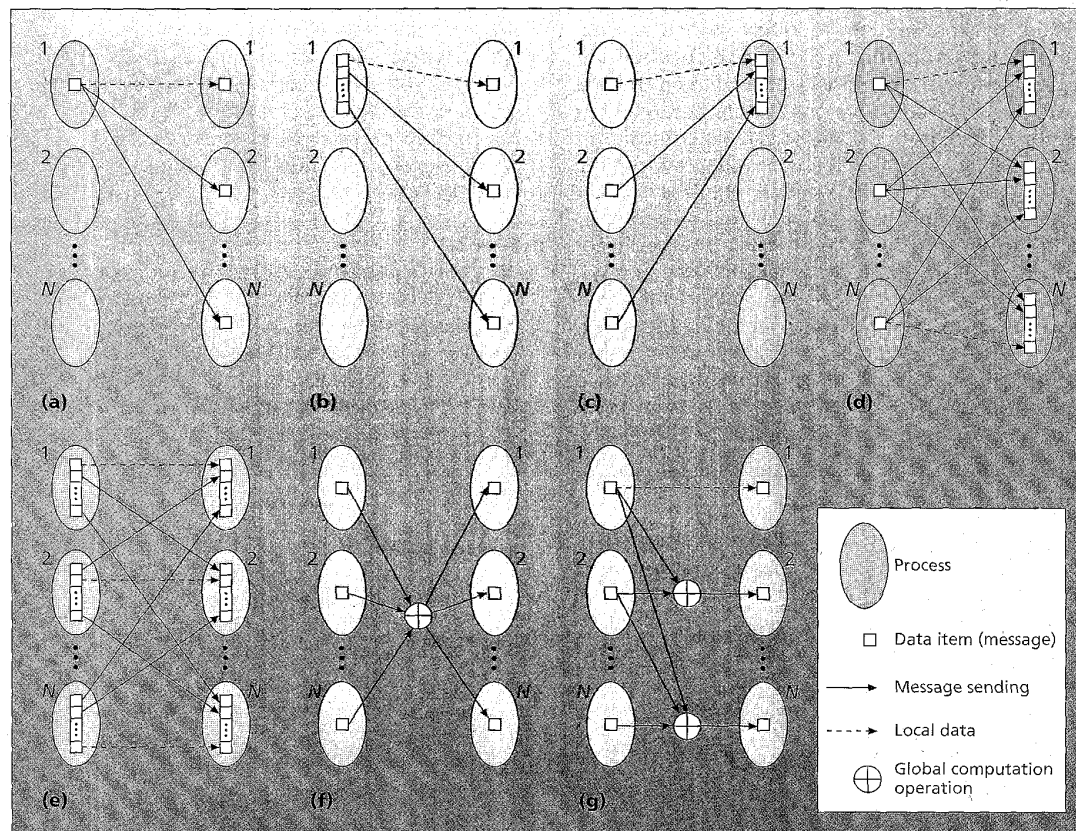 1 1
2 2
N N
(a)
1 1
2 2
N N
(b)
1 1
2 2
N N
(c)
1 1
2 2
N N
(d)
1 1
2 2
N N
(e)
1 1
2 2
N N
(f)
1 1
2 2
N N
(g)
Process
Data item (message)
Message sending
Local data
Global computation
operation